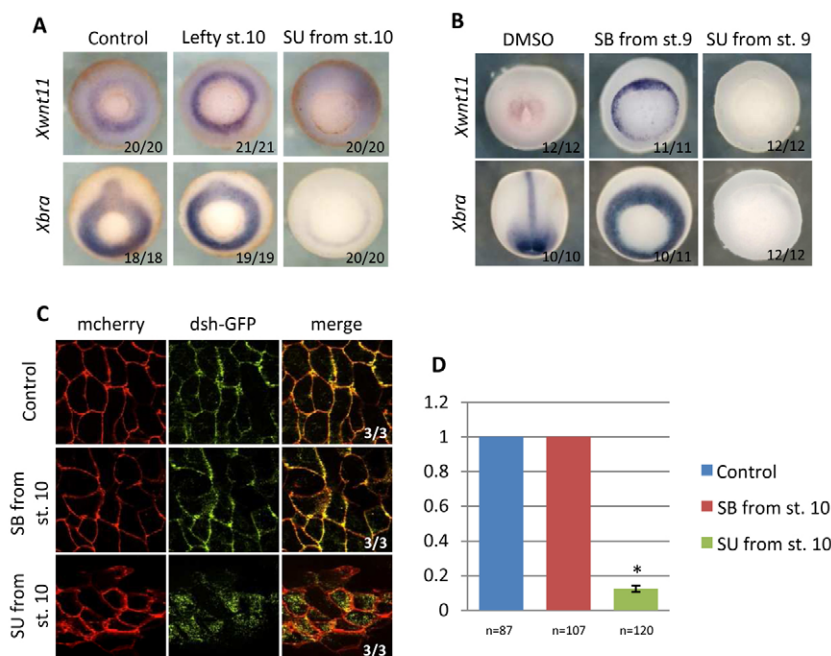 A
Control Lefty st.10 SU from st.10
Xwnt11
20/20 21/21 20/20
Xbra
18/18 19/19 20/20
B
DMSO SB from st.9 SU from st. 9
Xwnt11
12/12 11/11 12/12
Xbra
10/10 10/11 12/12
C
mcherry dsh-GFP merge
Control
3/3
SB from
st. 10
3/3
SU from
st. 10
3/3
D
1.2
1
0.8
0.6
0.4
0.2
0
*
n=87 n=107 n=120
Control
SB from st. 10
SU from st. 10